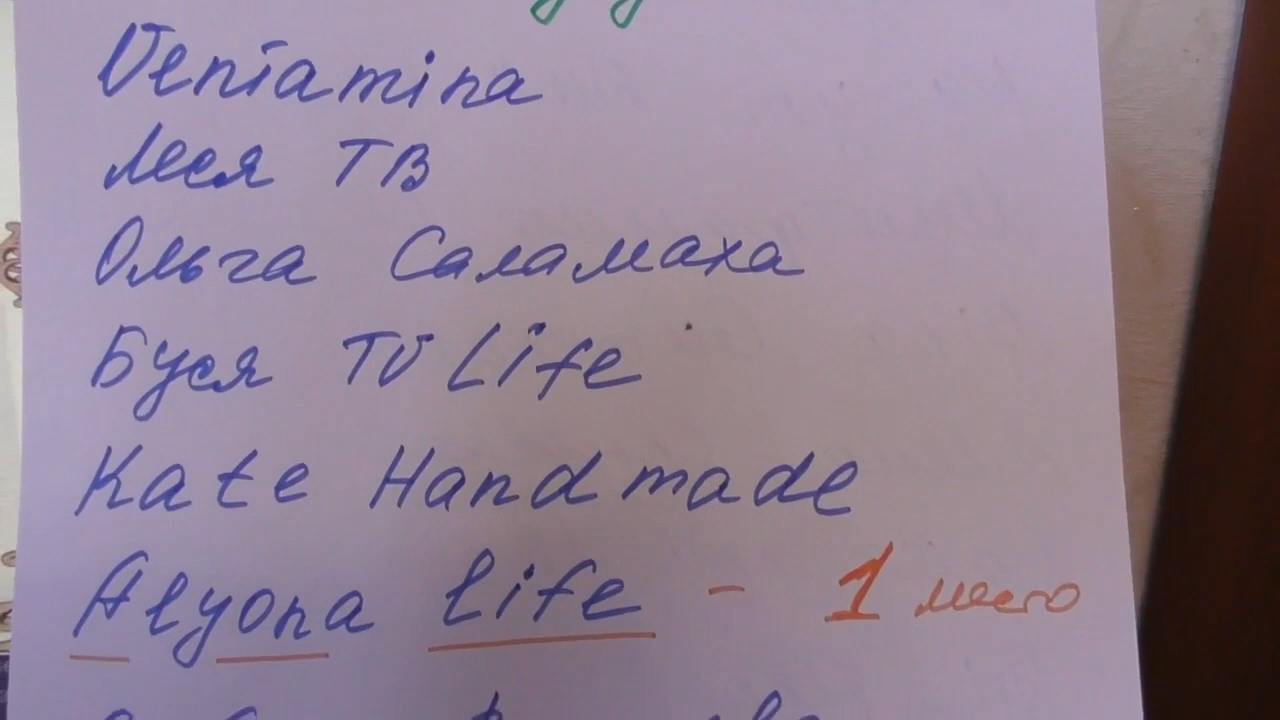 Veniamina
Леся ТВ
Ольга Саламаха
Буся TV Life
Kate Handmade
Alyona life - 1 место